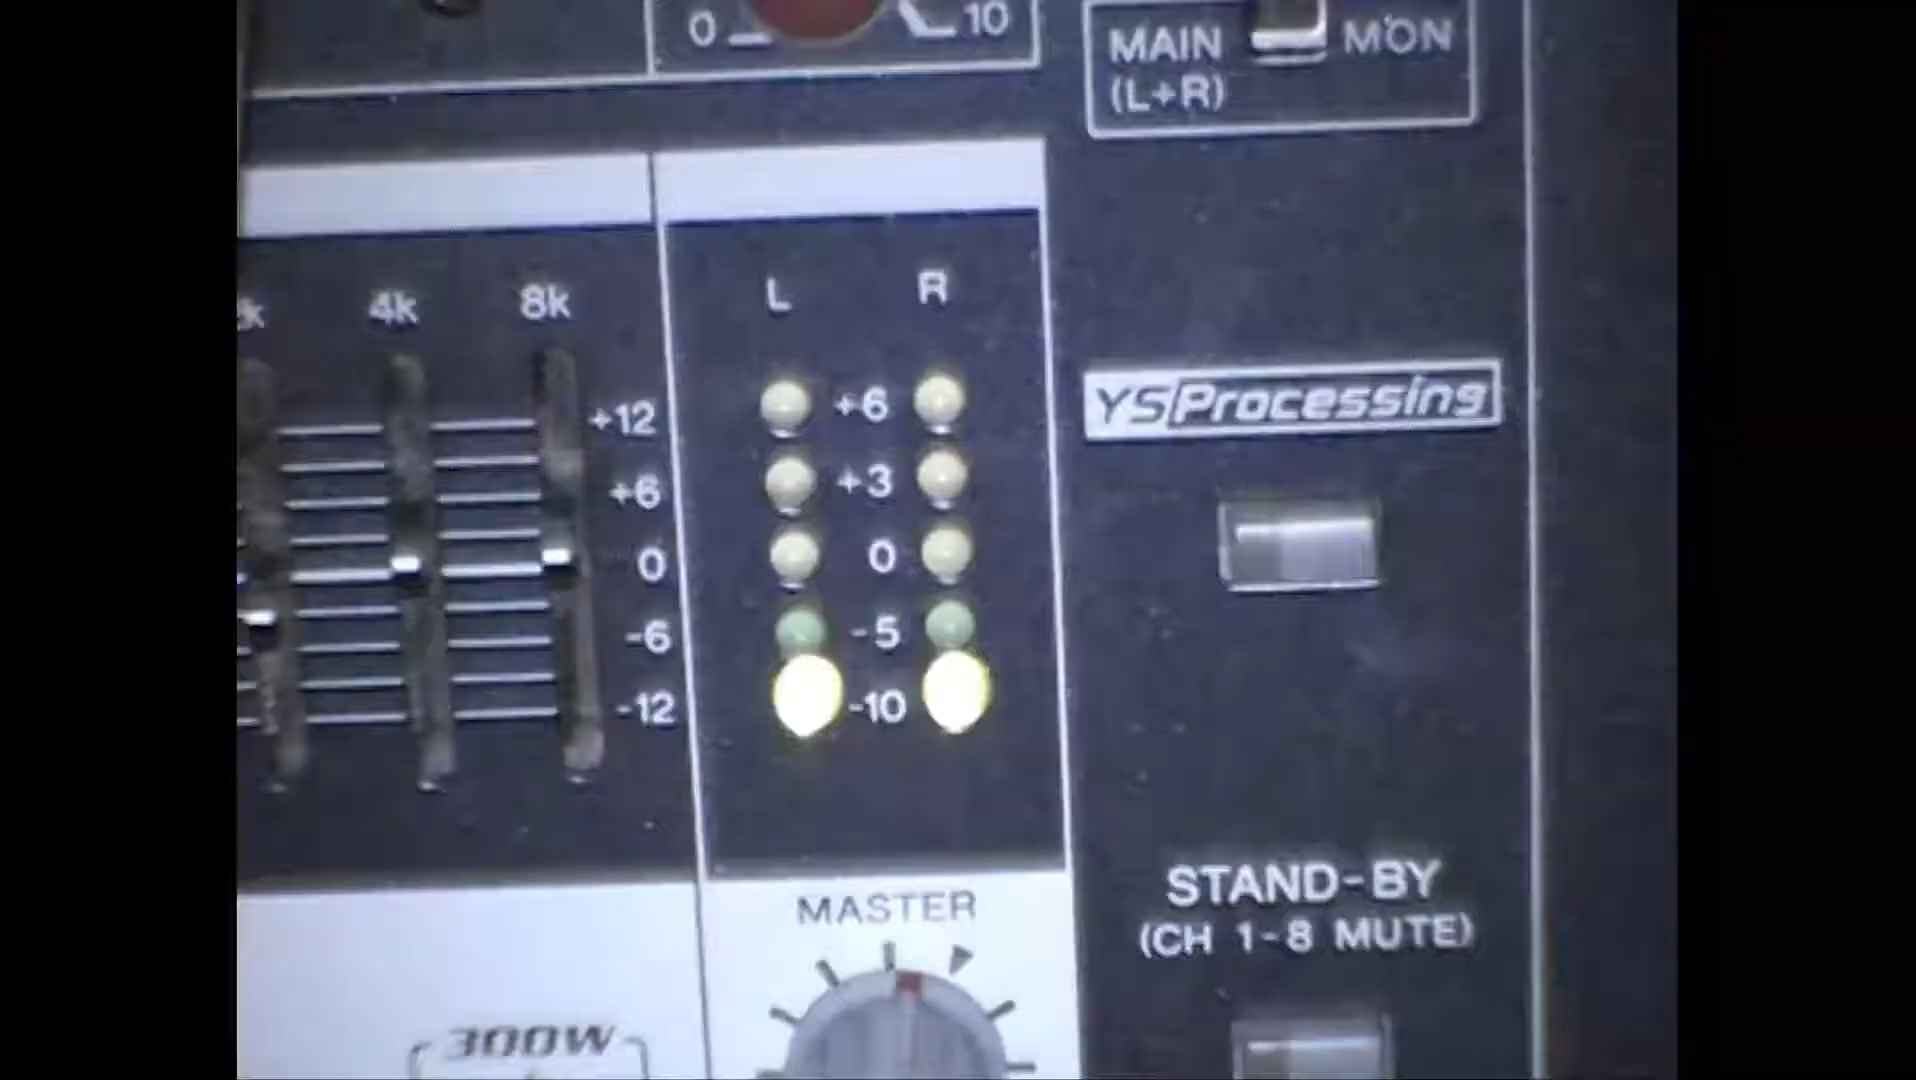 0 10
MAIN MON
(L+R)
L R
4k 8k
+12
+6
0
-6
-12
+6
+3
0
-5
-10
YS Processing
STAND-BY
(CH 1-8 MUTE)
MASTER
300W